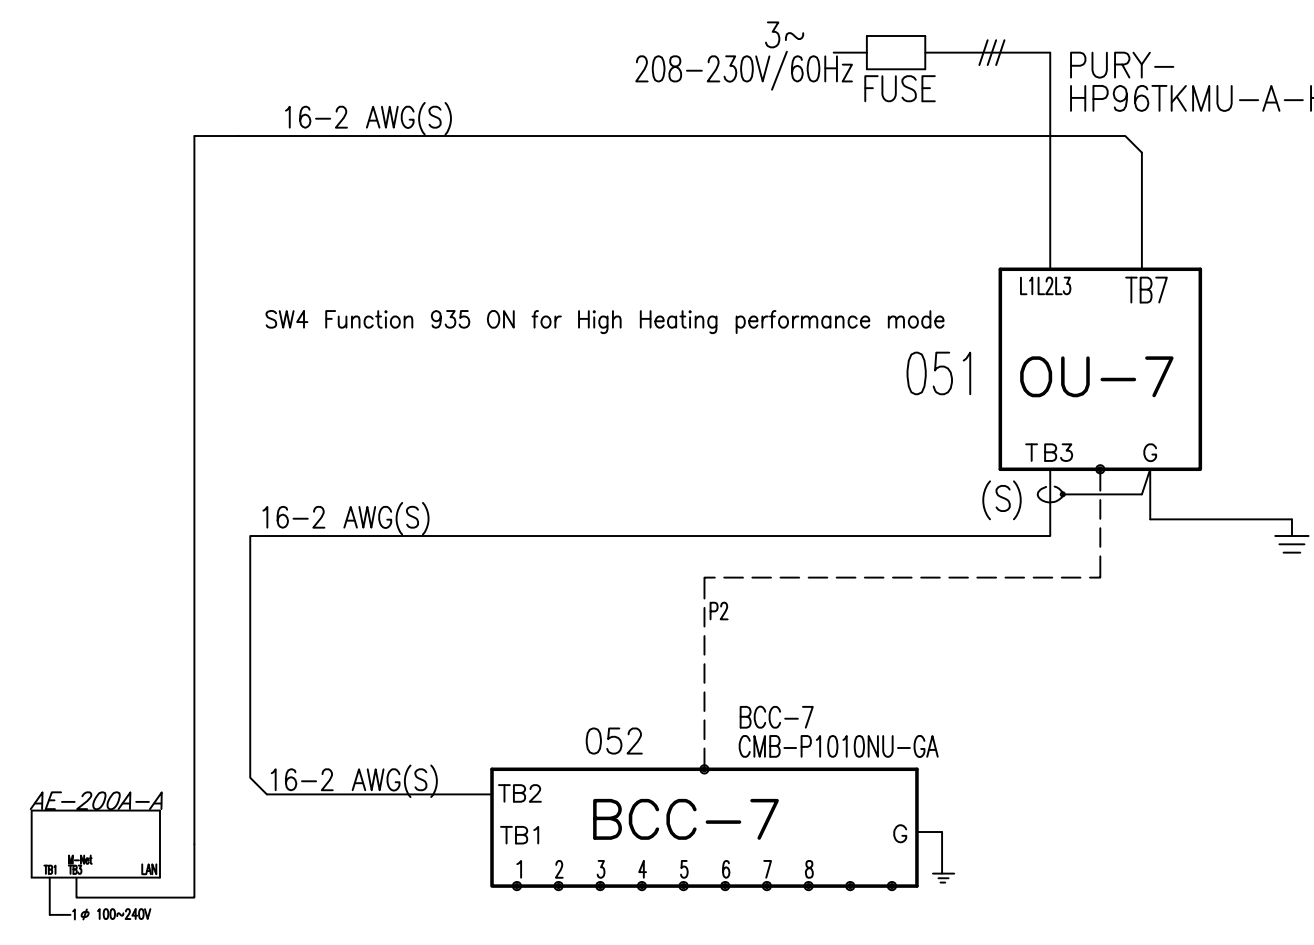 3~
208-230V/60Hz
FUSE
PURY-
HP96TKMU-A-H
16-2 AWG(S)
L1L2L3
TB7
SW4 Function 935 ON for High Heating performance mode
051
OU-7
TB3
G
(S)
16-2 AWG(S)
P2
052
BCC-7
CMB-P1010NU-GA
16-2 AWG(S)
TB2
BCC-7
TB1
G
1 2 3 4 5 6 7 8
AE-200A-A
M-Net
TB1 TB3 LAN
1 ϕ 100~240V